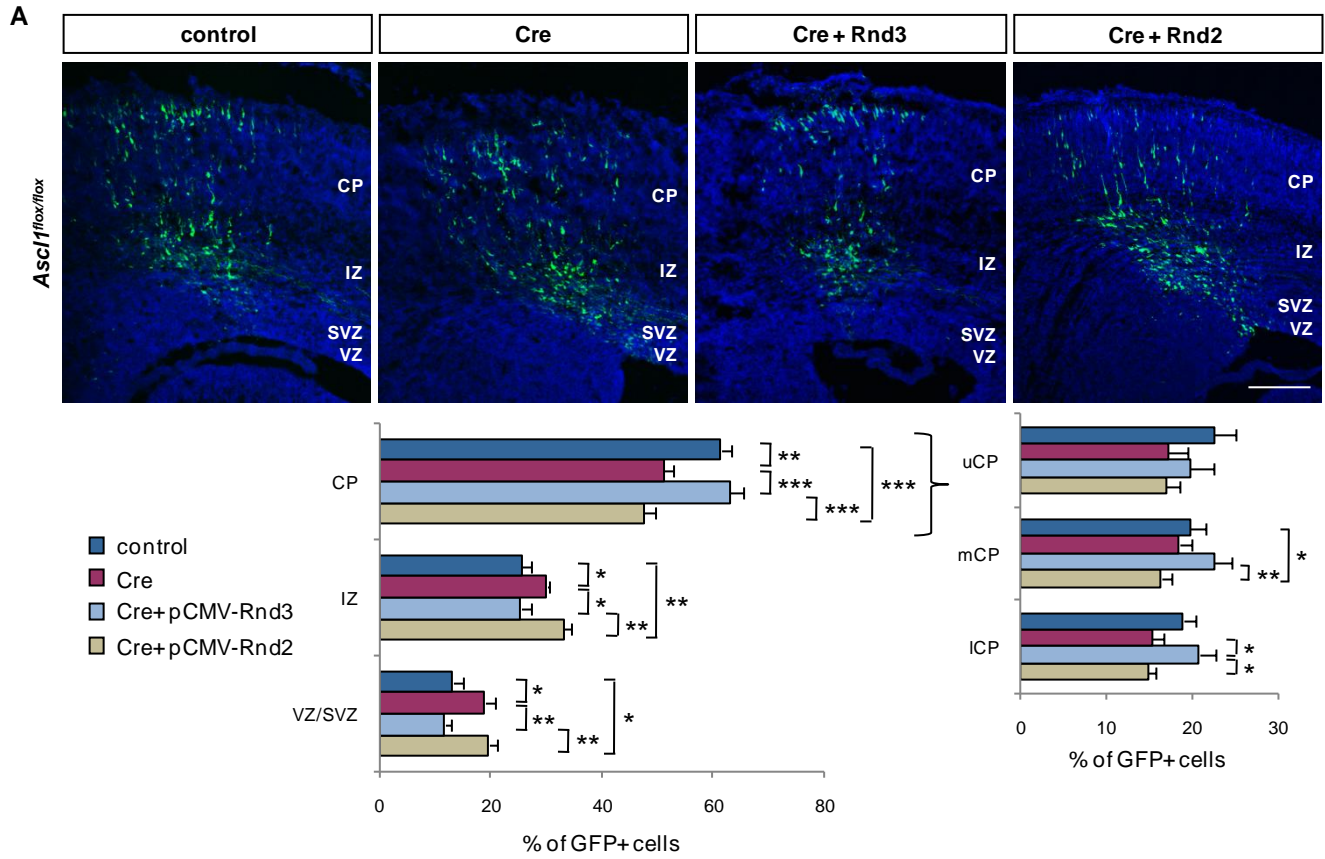 A
control
Cre
Cre + Rnd3
Cre + Rnd2
Ascl1flox/flox
CP
IZ
SVZ
VZ
CP
IZ
SVZ
VZ
CP
IZ
SVZ
VZ
CP
IZ
SVZ
VZ
control
Cre
Cre+pCMV-Rnd3
Cre+pCMV-Rnd2
CP
** *** *** ***
IZ
* * ** **
VZ/SVZ
* ** ** *
0 20 40 60 80
% of GFP+ cells
uCP
mCP
** *
lCP
* *
0 10 20 30
% of GFP+ cells